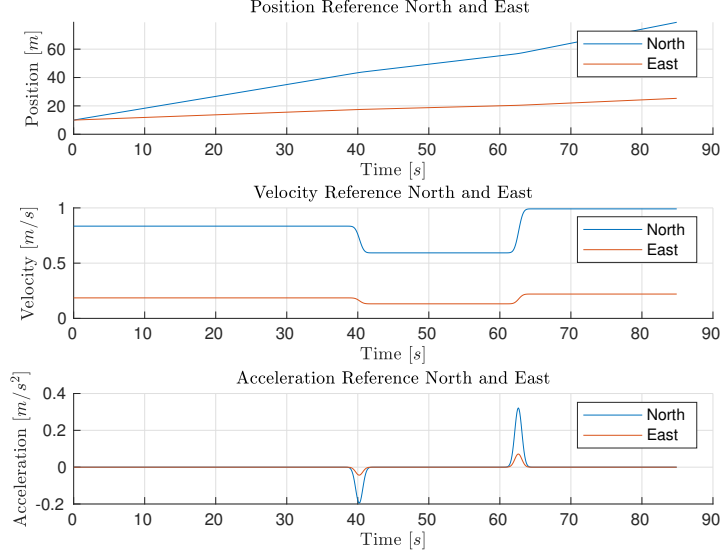 Position Reference North and East
Position [m]
60
40
20
0
North
East
0 10 20 30 40 50 60 70 80 90
Time [s]
Velocity Reference North and East
Velocity [m/s]
1
0.5
0
North
East
0 10 20 30 40 50 60 70 80 90
Time [s]
Acceleration Reference North and East
Acceleration [m/s²]
0.4
0.2
0
-0.2
North
East
0 10 20 30 40 50 60 70 80 90
Time [s]